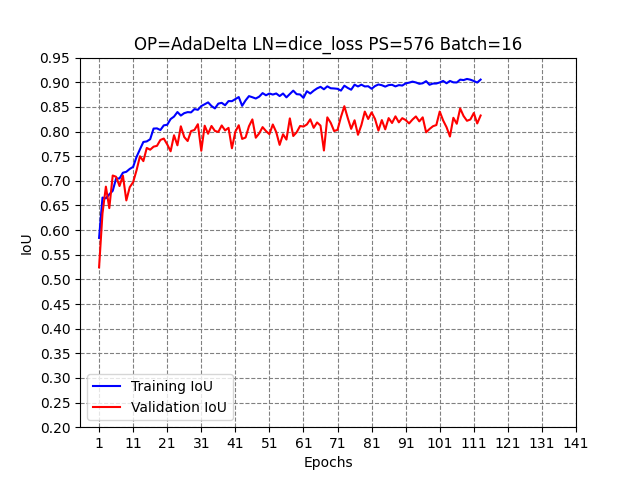 OP=AdaDelta LN=dice_loss PS=576 Batch=16
0.95
0.90
0.85
0.80
0.75
0.70
0.65
0.60
0.55
0.50
0.45
0.40
0.35
0.30
0.25
0.20
IoU
Training IoU
Validation IoU
1 11 21 31 41 51 61 71 81 91 101 111 121 131 141
Epochs